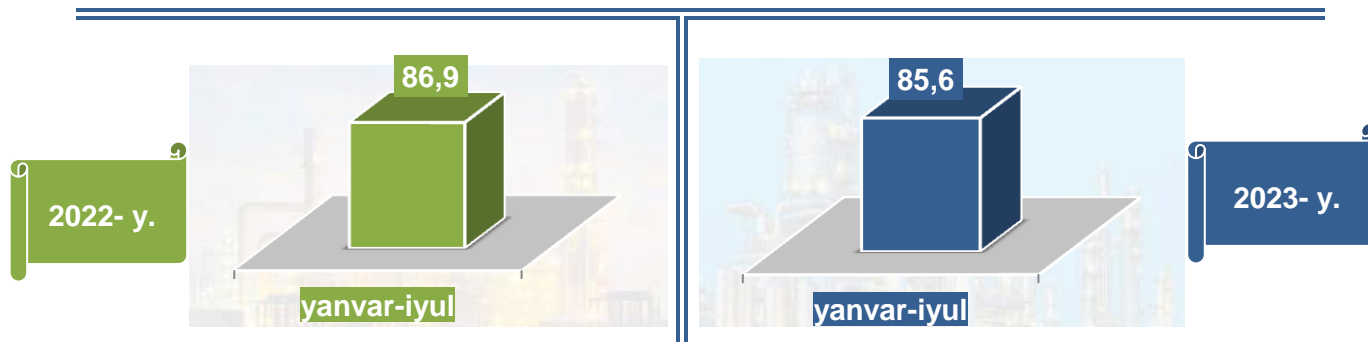 86,9
2022- y.
yanvar-iyul
85,6
2023- y.
yanvar-iyul